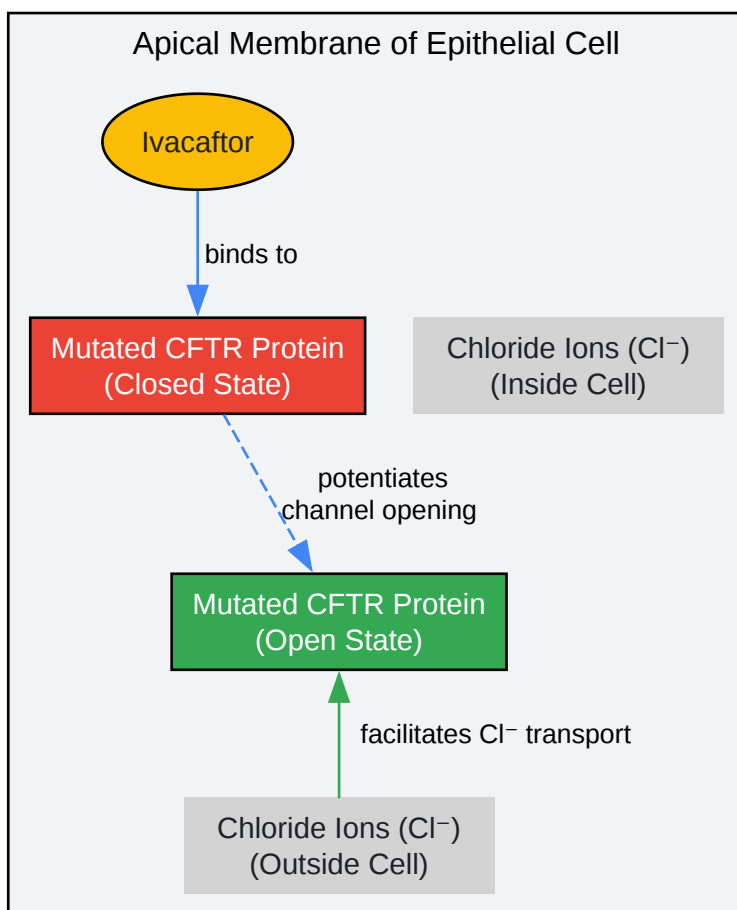 Apical Membrane of Epithelial Cell
Ivacaftor
binds to
Mutated CFTR Protein
(Closed State)
Chloride Ions (Cl⁻)
(Inside Cell)
potentiates
channel opening
Mutated CFTR Protein
(Open State)
facilitates Cl⁻ transport
Chloride Ions (Cl⁻)
(Outside Cell)